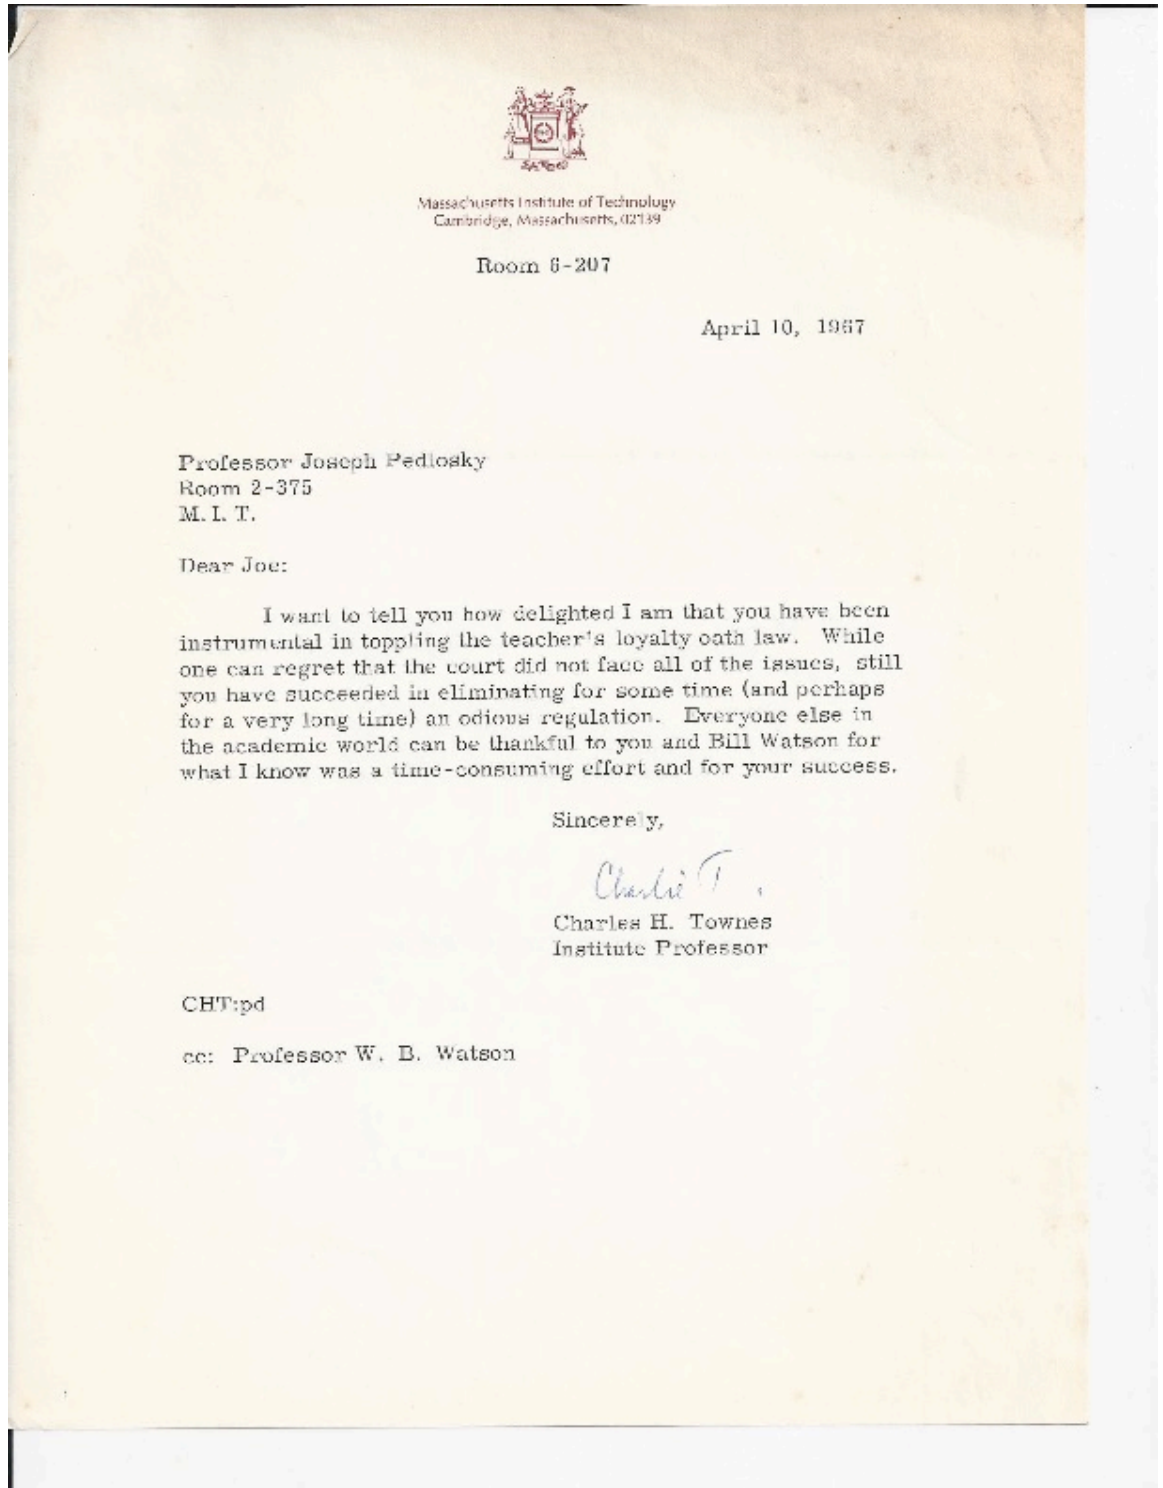 Massachusetts Institute of Technology
Cambridge, Massachusetts, 02139
Room 6-207
April 10, 1967
Professor Joseph Pedlosky
Room 2-375
M. I. T.
Dear Joe:
I want to tell you how delighted I am that you have been
instrumental in toppling the teacher's loyalty oath law. While
one can regret that the court did not face all of the issues, still
you have succeeded in eliminating for some time (and perhaps
for a very long time) an odious regulation. Everyone else in
the academic world can be thankful to you and Bill Watson for
what I know was a time-consuming effort and for your success.
Sincerely,
Charlie T.
Charles H. Townes
Institute Professor
CHT:pd
cc: Professor W. B. Watson